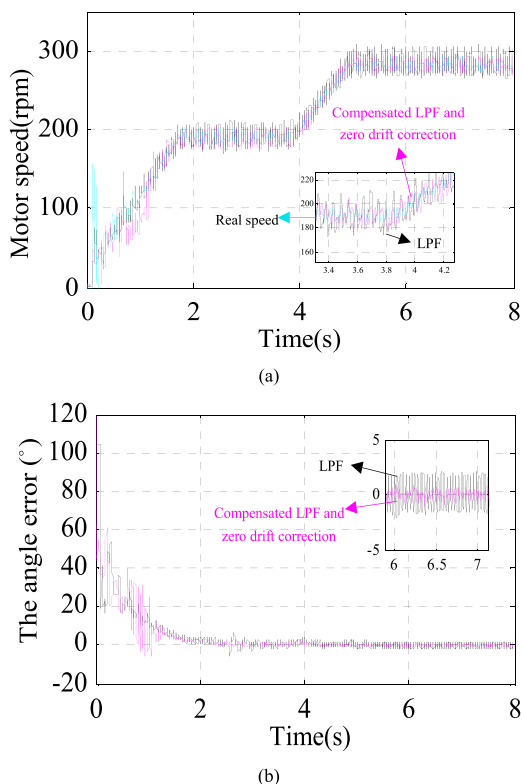 300
200
100
0
Motor speed(rpm)
Compensated LPF and
zero drift correction
Real speed
220
200
180
160
LPF
3.4 3.6 3.8 4 4.2
0 2 4 6 8
Time(s)
(a)
120
100
80
60
40
20
0
-20
The angle error (°)
5
0
-5
LPF
Compensated LPF and
zero drift correction
6 6.5 7
0 2 4 6 8
Time(s)
(b)